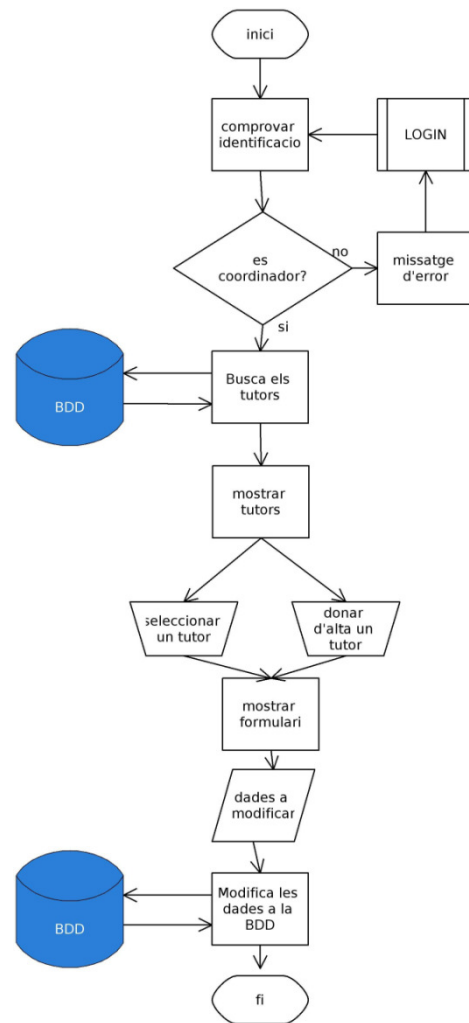 inici
comprovar
identificacio
LOGIN
es
coordinador?
no
missatge
d'error
si
Busca els
tutors
BDD
mostrar
tutors
seleccionar
un tutor
donar
d'alta un
tutor
mostrar
formulari
dades a
modificar
Modifica les
dades a la
BDD
BDD
fi